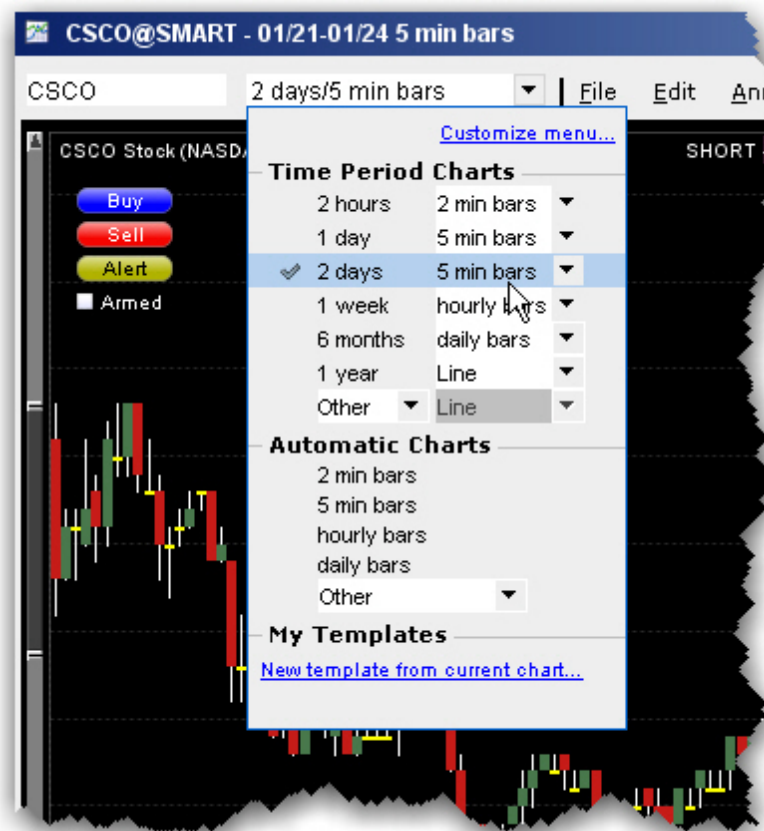 CSCO@SMART - 01/21-01/24 5 min bars
CSCO 2 days/5 min bars File Edit
Customize menu...
CSCO Stock SHORT
Time Period Charts
Buy
2 hours 2 min bars
Sell
1 day 5 min bars
Alert
2 days 5 min bars
Armed
1 week hourly bars
6 months daily bars
1 year Line
Other Line
Automatic Charts
2 min bars
5 min bars
hourly bars
daily bars
Other
My Templates
New template from current chart...